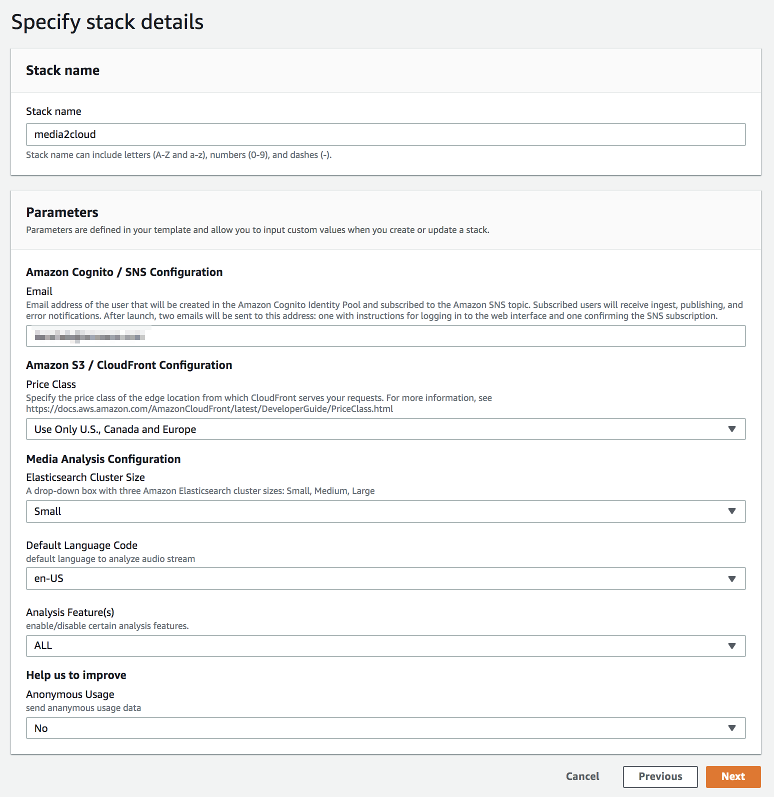 Specify stack details
Stack name
Stack name
media2cloud
Stack name can include letters (A-Z and a-z), numbers (0-9), and dashes (-).
Parameters
Parameters are defined in your template and allow you to input custom values when you create or update a stack.
Amazon Cognito / SNS Configuration
Email
Email address of the user that will be created in the Amazon Cognito Identity Pool and subscribed to the Amazon SNS topic. Subscribed users will receive ingest, publishing, and
error notifications. After launch, two emails will be sent to this address: one with instructions for logging in to the web interface and one confirming the SNS subscription.
Amazon S3 / CloudFront Configuration
Price Class
Specify the price class of the edge location from which CloudFront serves your requests. For more information, see
https://docs.aws.amazon.com/AmazonCloudFront/latest/DeveloperGuide/PriceClass.html
Use Only U.S., Canada and Europe
Media Analysis Configuration
Elasticsearch Cluster Size
A drop-down box with three Amazon Elasticsearch cluster sizes: Small, Medium, Large
Small
Default Language Code
default language to analyze audio stream
en-US
Analysis Feature(s)
enable/disable certain analysis features.
ALL
Help us to improve
Anonymous Usage
send ananymous usage data
No
Cancel Previous Next